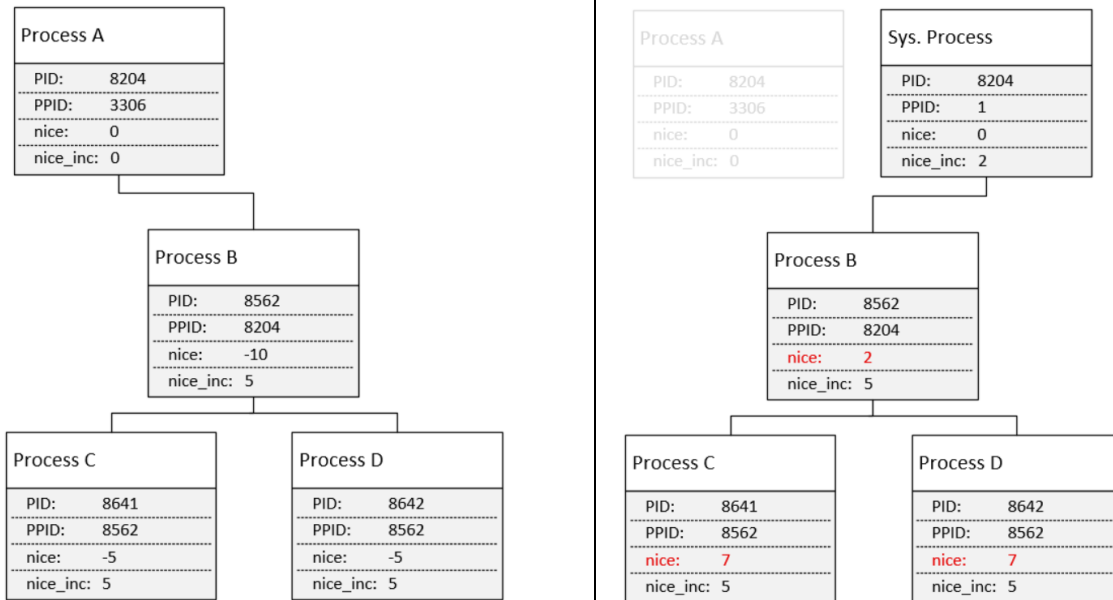 Process A
PID: 8204
PPID: 3306
nice: 0
nice_inc: 0
Process B
PID: 8562
PPID: 8204
nice: -10
nice_inc: 5
Process C
PID: 8641
PPID: 8562
nice: -5
nice_inc: 5
Process D
PID: 8642
PPID: 8562
nice: -5
nice_inc: 5
Process A
PID: 8204
PPID: 3306
nice: 0
nice_inc: 0
Sys. Process
PID: 8204
PPID: 1
nice: 0
nice_inc: 2
Process B
PID: 8562
PPID: 8204
nice: 2
nice_inc: 5
Process C
PID: 8641
PPID: 8562
nice: 7
nice_inc: 5
Process D
PID: 8642
PPID: 8562
nice: 7
nice_inc: 5